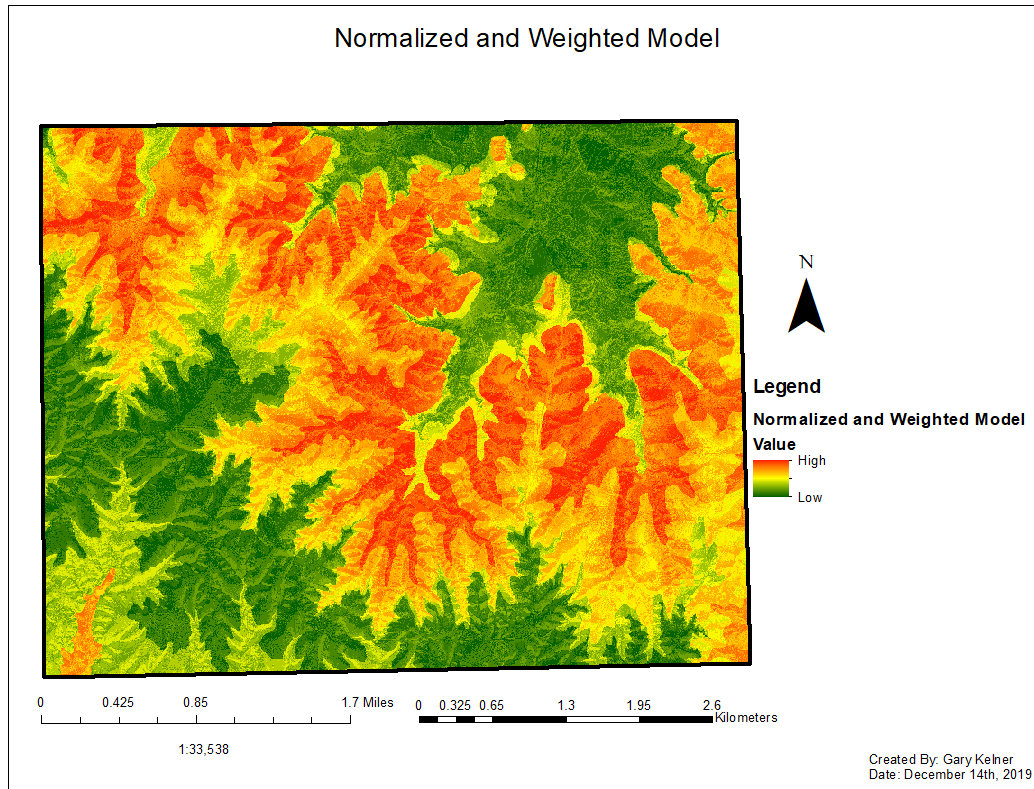 Normalized and Weighted Model
N
Legend
Normalized and Weighted Model
Value
High
Low
0 0.425 0.85 1.7 Miles
1:33,538
0 0.325 0.65 1.3 1.95 2.6
Kilometers
Created By: Gary Kelner
Date: December 14th, 2019